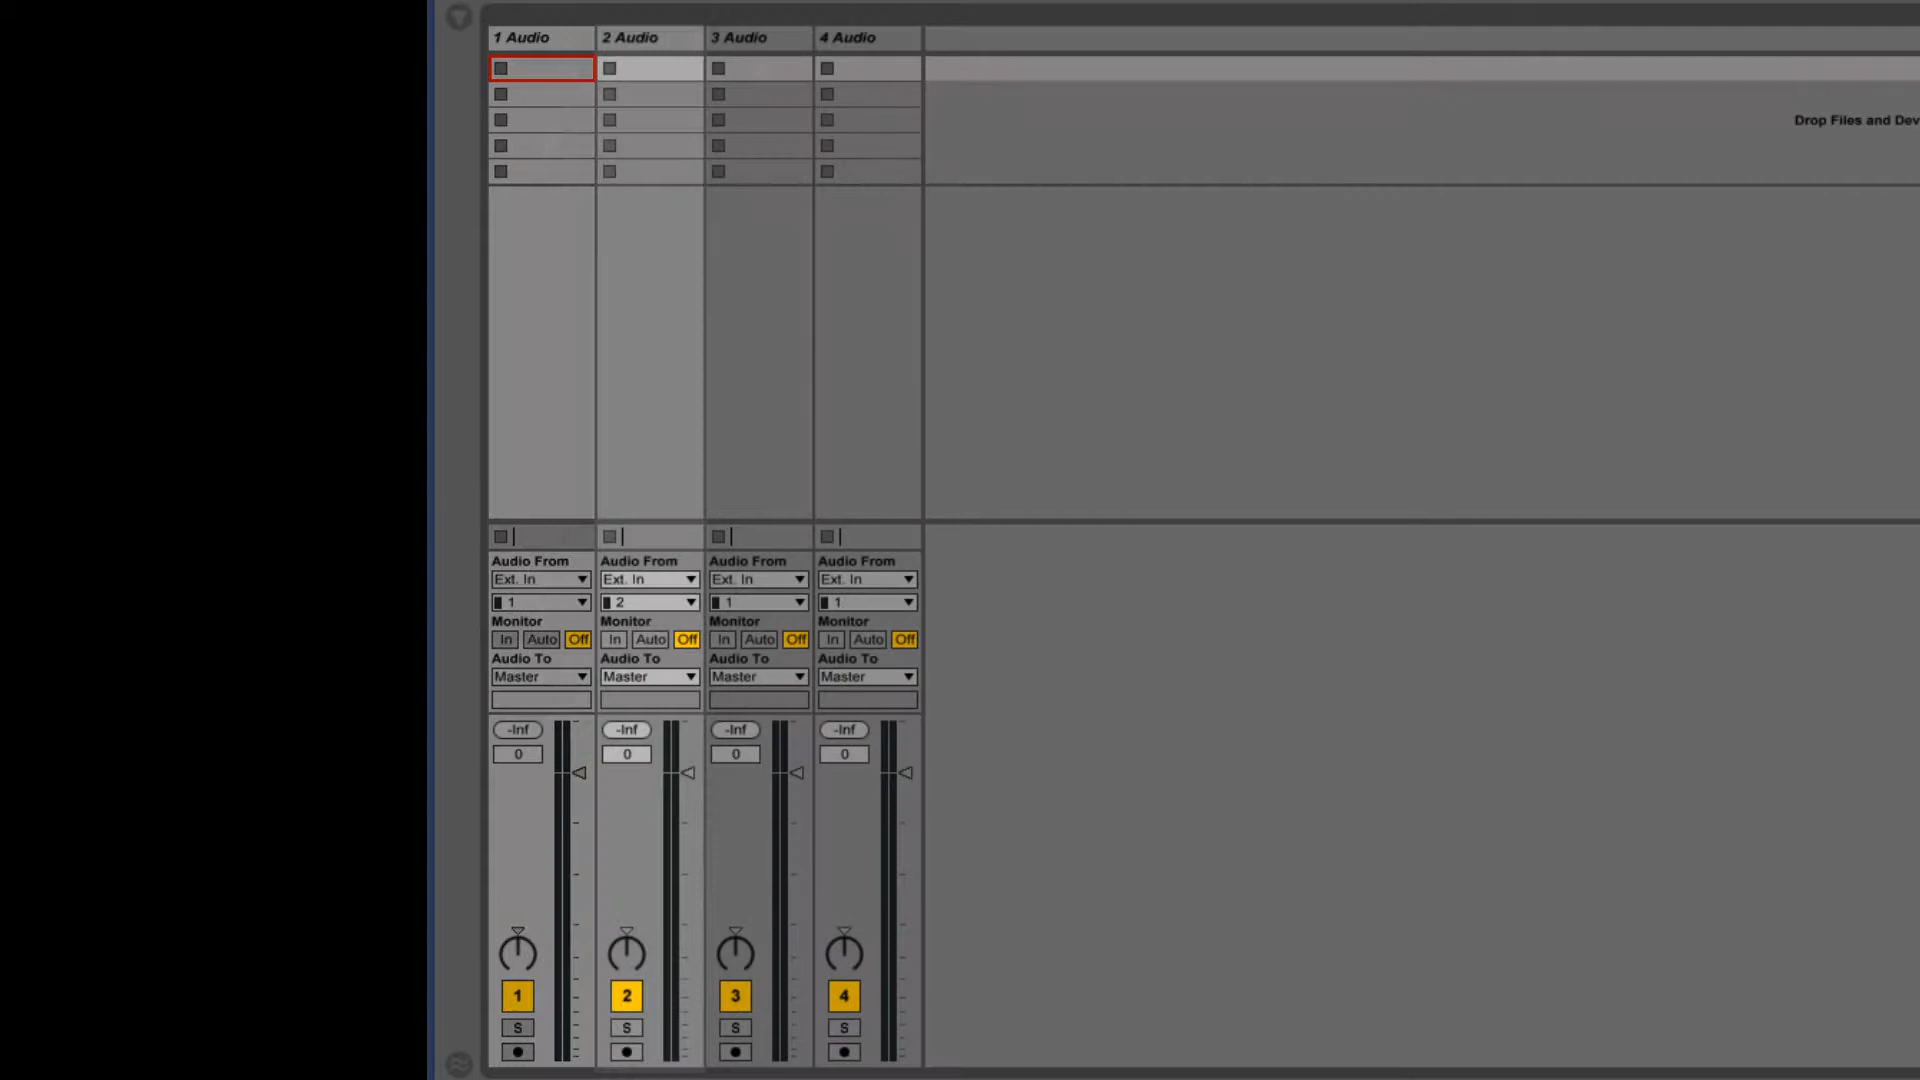 1 Audio 2 Audio 3 Audio 4 Audio
Drop Files and Dev
Audio From Audio From Audio From Audio From
Ext. In Ext. In Ext. In Ext. In
1 2 1 1
Monitor Monitor Monitor Monitor
In Auto Off In Auto Off In Auto Off In Auto Off
Audio To Audio To Audio To Audio To
Master Master Master Master
-Inf -Inf -Inf -Inf
0 0 0 0
1 2 3 4
S S S S